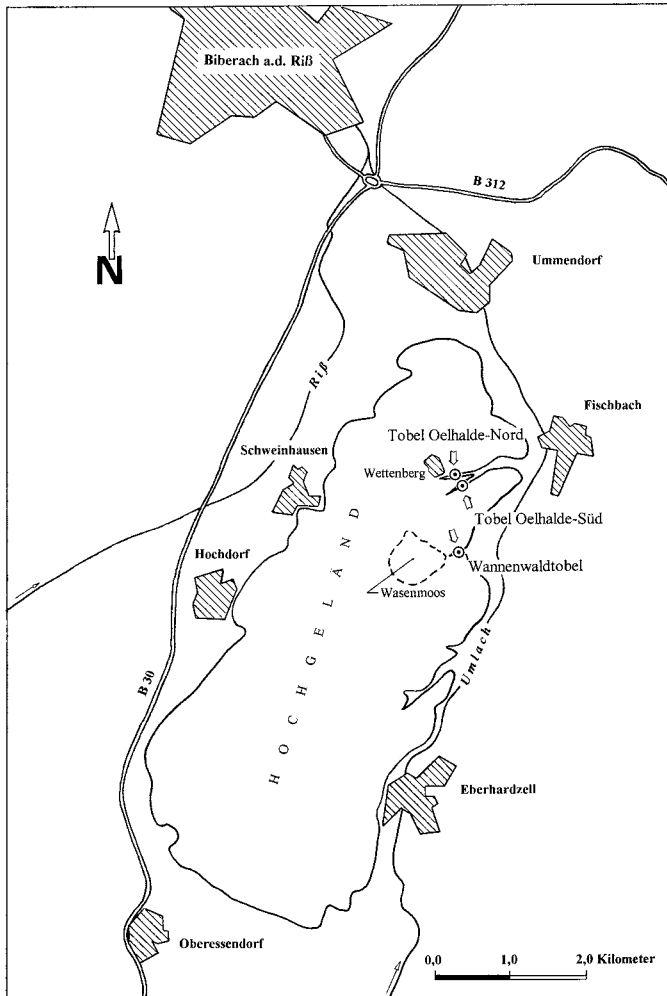 Biberach a.d. Riß
B 312
N
Ummendorf
Riß
Fischbach
Tobel Oelhalde-Nord
Schweinhausen
Wettenberg
Tobel Oelhalde-Süd
Hochdorf
Wannenwaldtobel
Wasenmoos
HOCHGELÄND
Umlach
B 30
Eberhardzell
Oberessendorf
0,0 1,0 2,0 Kilometer